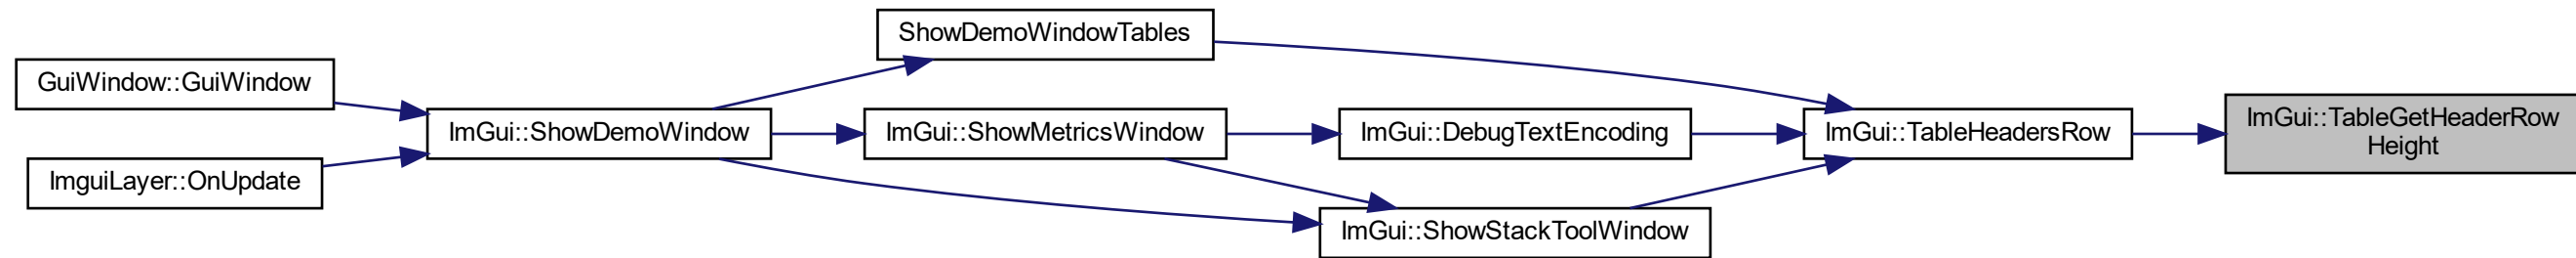 ShowDemoWindowTables
GuiWindow::GuiWindow
ImGui::ShowDemoWindow
ImGui::ShowMetricsWindow
ImGui::DebugTextEncoding
ImGui::TableHeadersRow
ImGui::TableGetHeaderRow
Height
ImguiLayer::OnUpdate
ImGui::ShowStackToolWindow